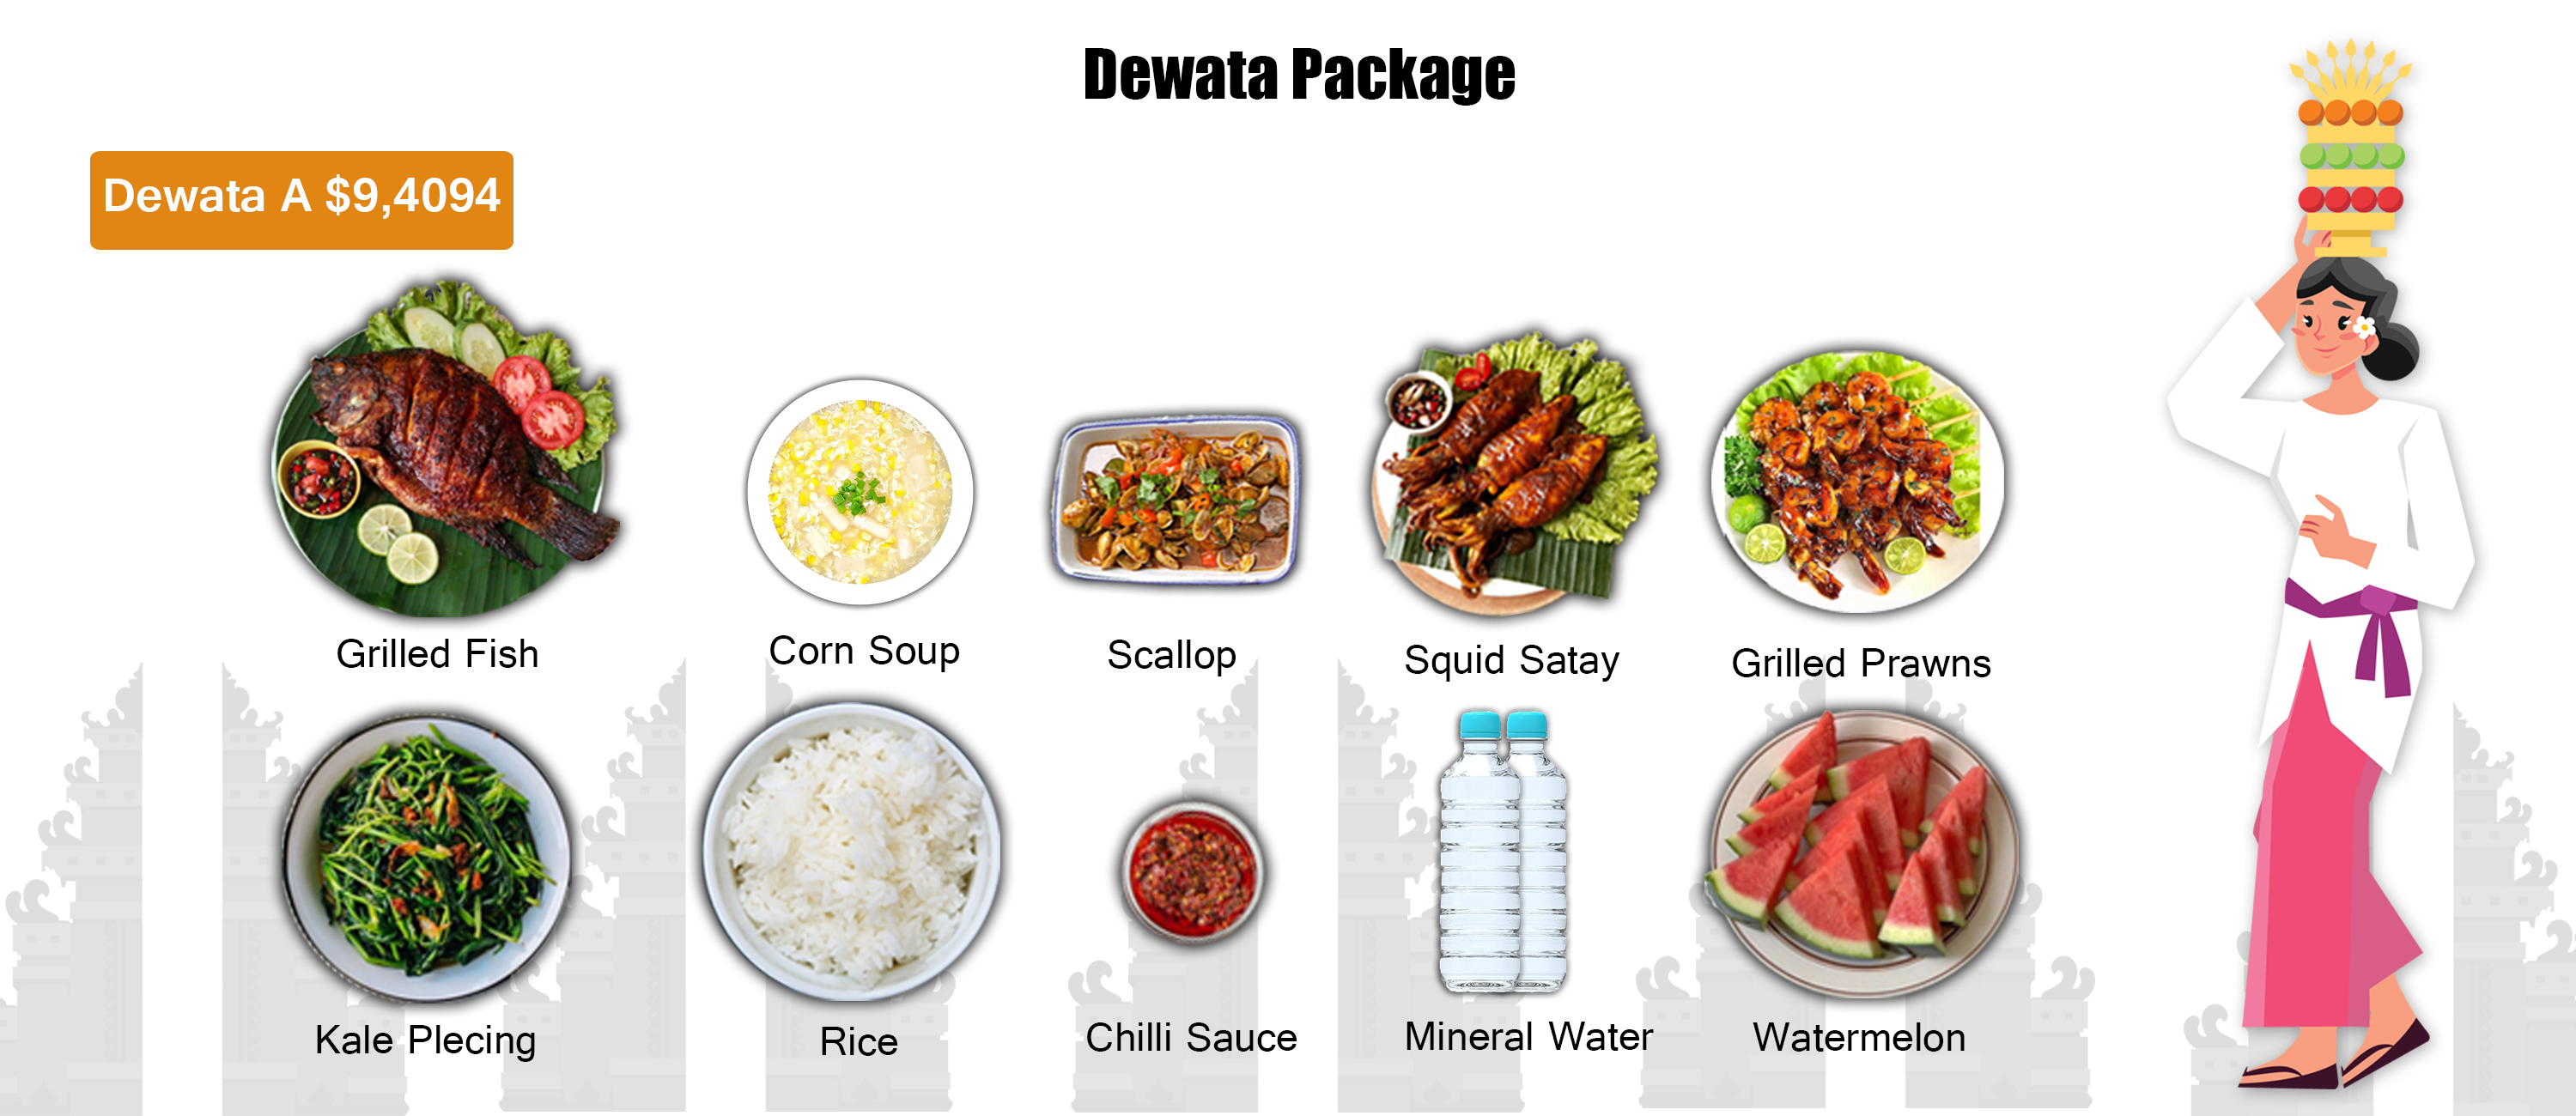 Dewata Package
Dewata A $9,4094
Grilled Fish
Corn Soup
Scallop
Squid Satay
Grilled Prawns
Kale Plecing
Rice
Chilli Sauce
Mineral Water
Watermelon